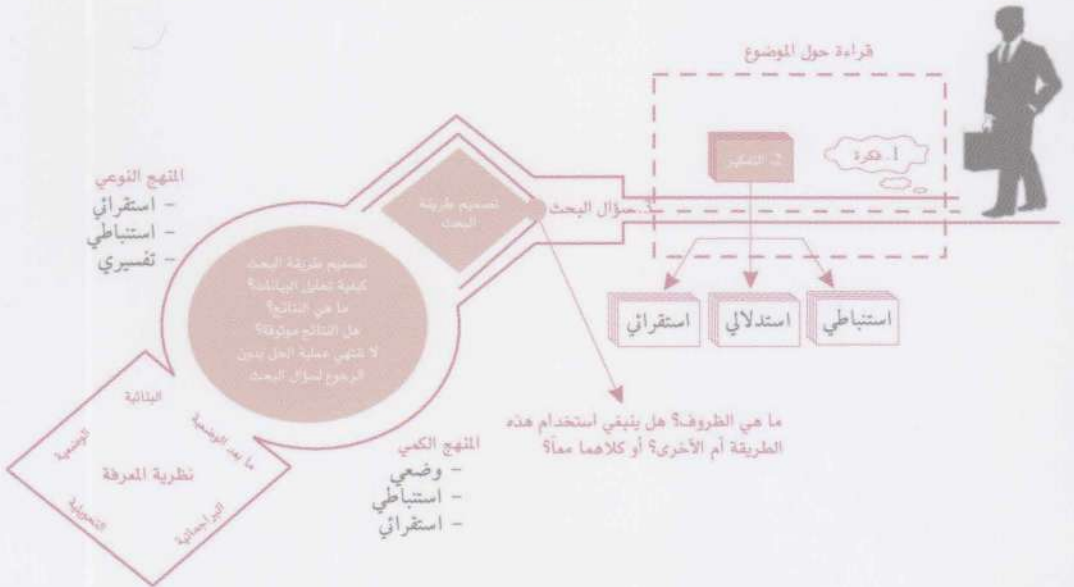 قراءة حول الموضوع
1. فكرة
2. التفكير
3. سؤال البحث
استنباطي
استدلالي
استقرائي
تصميم طريقة
البحث
ما هي الظروف؟ هل ينبغي استخدام هذه
الطريقة أم الأخرى؟ أو كلاهما معاً؟
المنهج النوعي
- استقرائي
- استنباطي
- تفسيري
تصميم طريقة البحث
كيفية تحليل البيانات؟
ما هي النتائج؟
هل النتائج موثوقة؟
لا تنتهي عملية الحل بدون
الرجوع لسؤال البحث
المنهج الكمي
- وضعي
- استنباطي
- استقرائي
البنائية
الوضعية
ما بعد الوضعية
نظرية المعرفة
التحويلية
البراجماتية